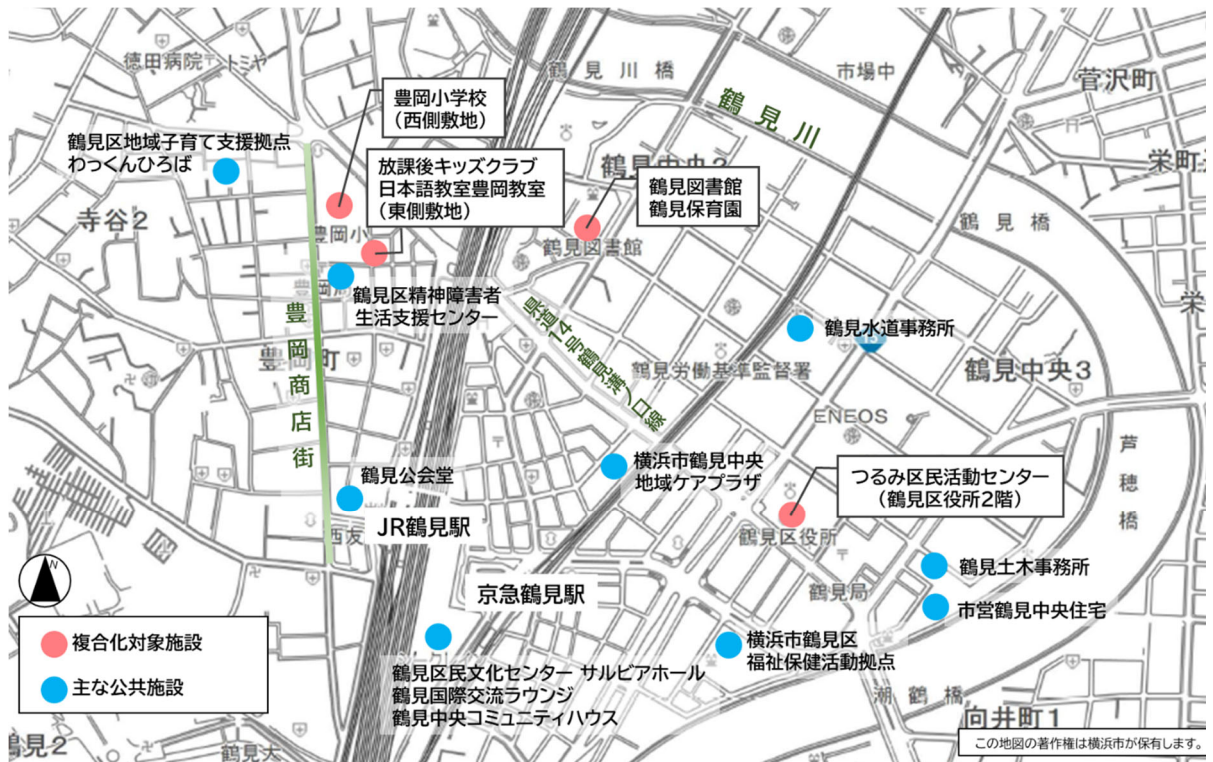 徳田病院
トミヤ
鶴見川橋
市場中
菅沢町
豊岡小学校
(西側敷地)
鶴見川
鶴見区地域子育て支援拠点
わっくんひろば
放課後キッズクラブ
日本語教室豊岡教室
(東側敷地)
鶴見中央2
鶴見図書館
鶴見保育園
栄町
寺谷2
豊岡小
鶴見図書館
鶴見橋
鶴見区精神障害者
生活支援センター
豊岡商店街
県道14号鶴見溝ノ口線
鶴見水道事務所
15
豊岡町
鶴見労働基準監督署
鶴見中央3
ENEOS
芦穂橋
横浜市鶴見中央
地域ケアプラザ
つるみ区民活動センター
(鶴見区役所2階)
鶴見公会堂
JR鶴見駅
西友
鶴見区役所
鶴見土木事務所
京急鶴見駅
鶴見局
市営鶴見中央住宅
複合化対象施設
主な公共施設
横浜市鶴見区
福祉保健活動拠点
鶴見区民文化センター サルビアホール
鶴見国際交流ラウンジ
鶴見中央コミュニティハウス
潮鶴橋
向井町1
鶴見2
鶴見大
この地図の著作権は横浜市が保有します。
N